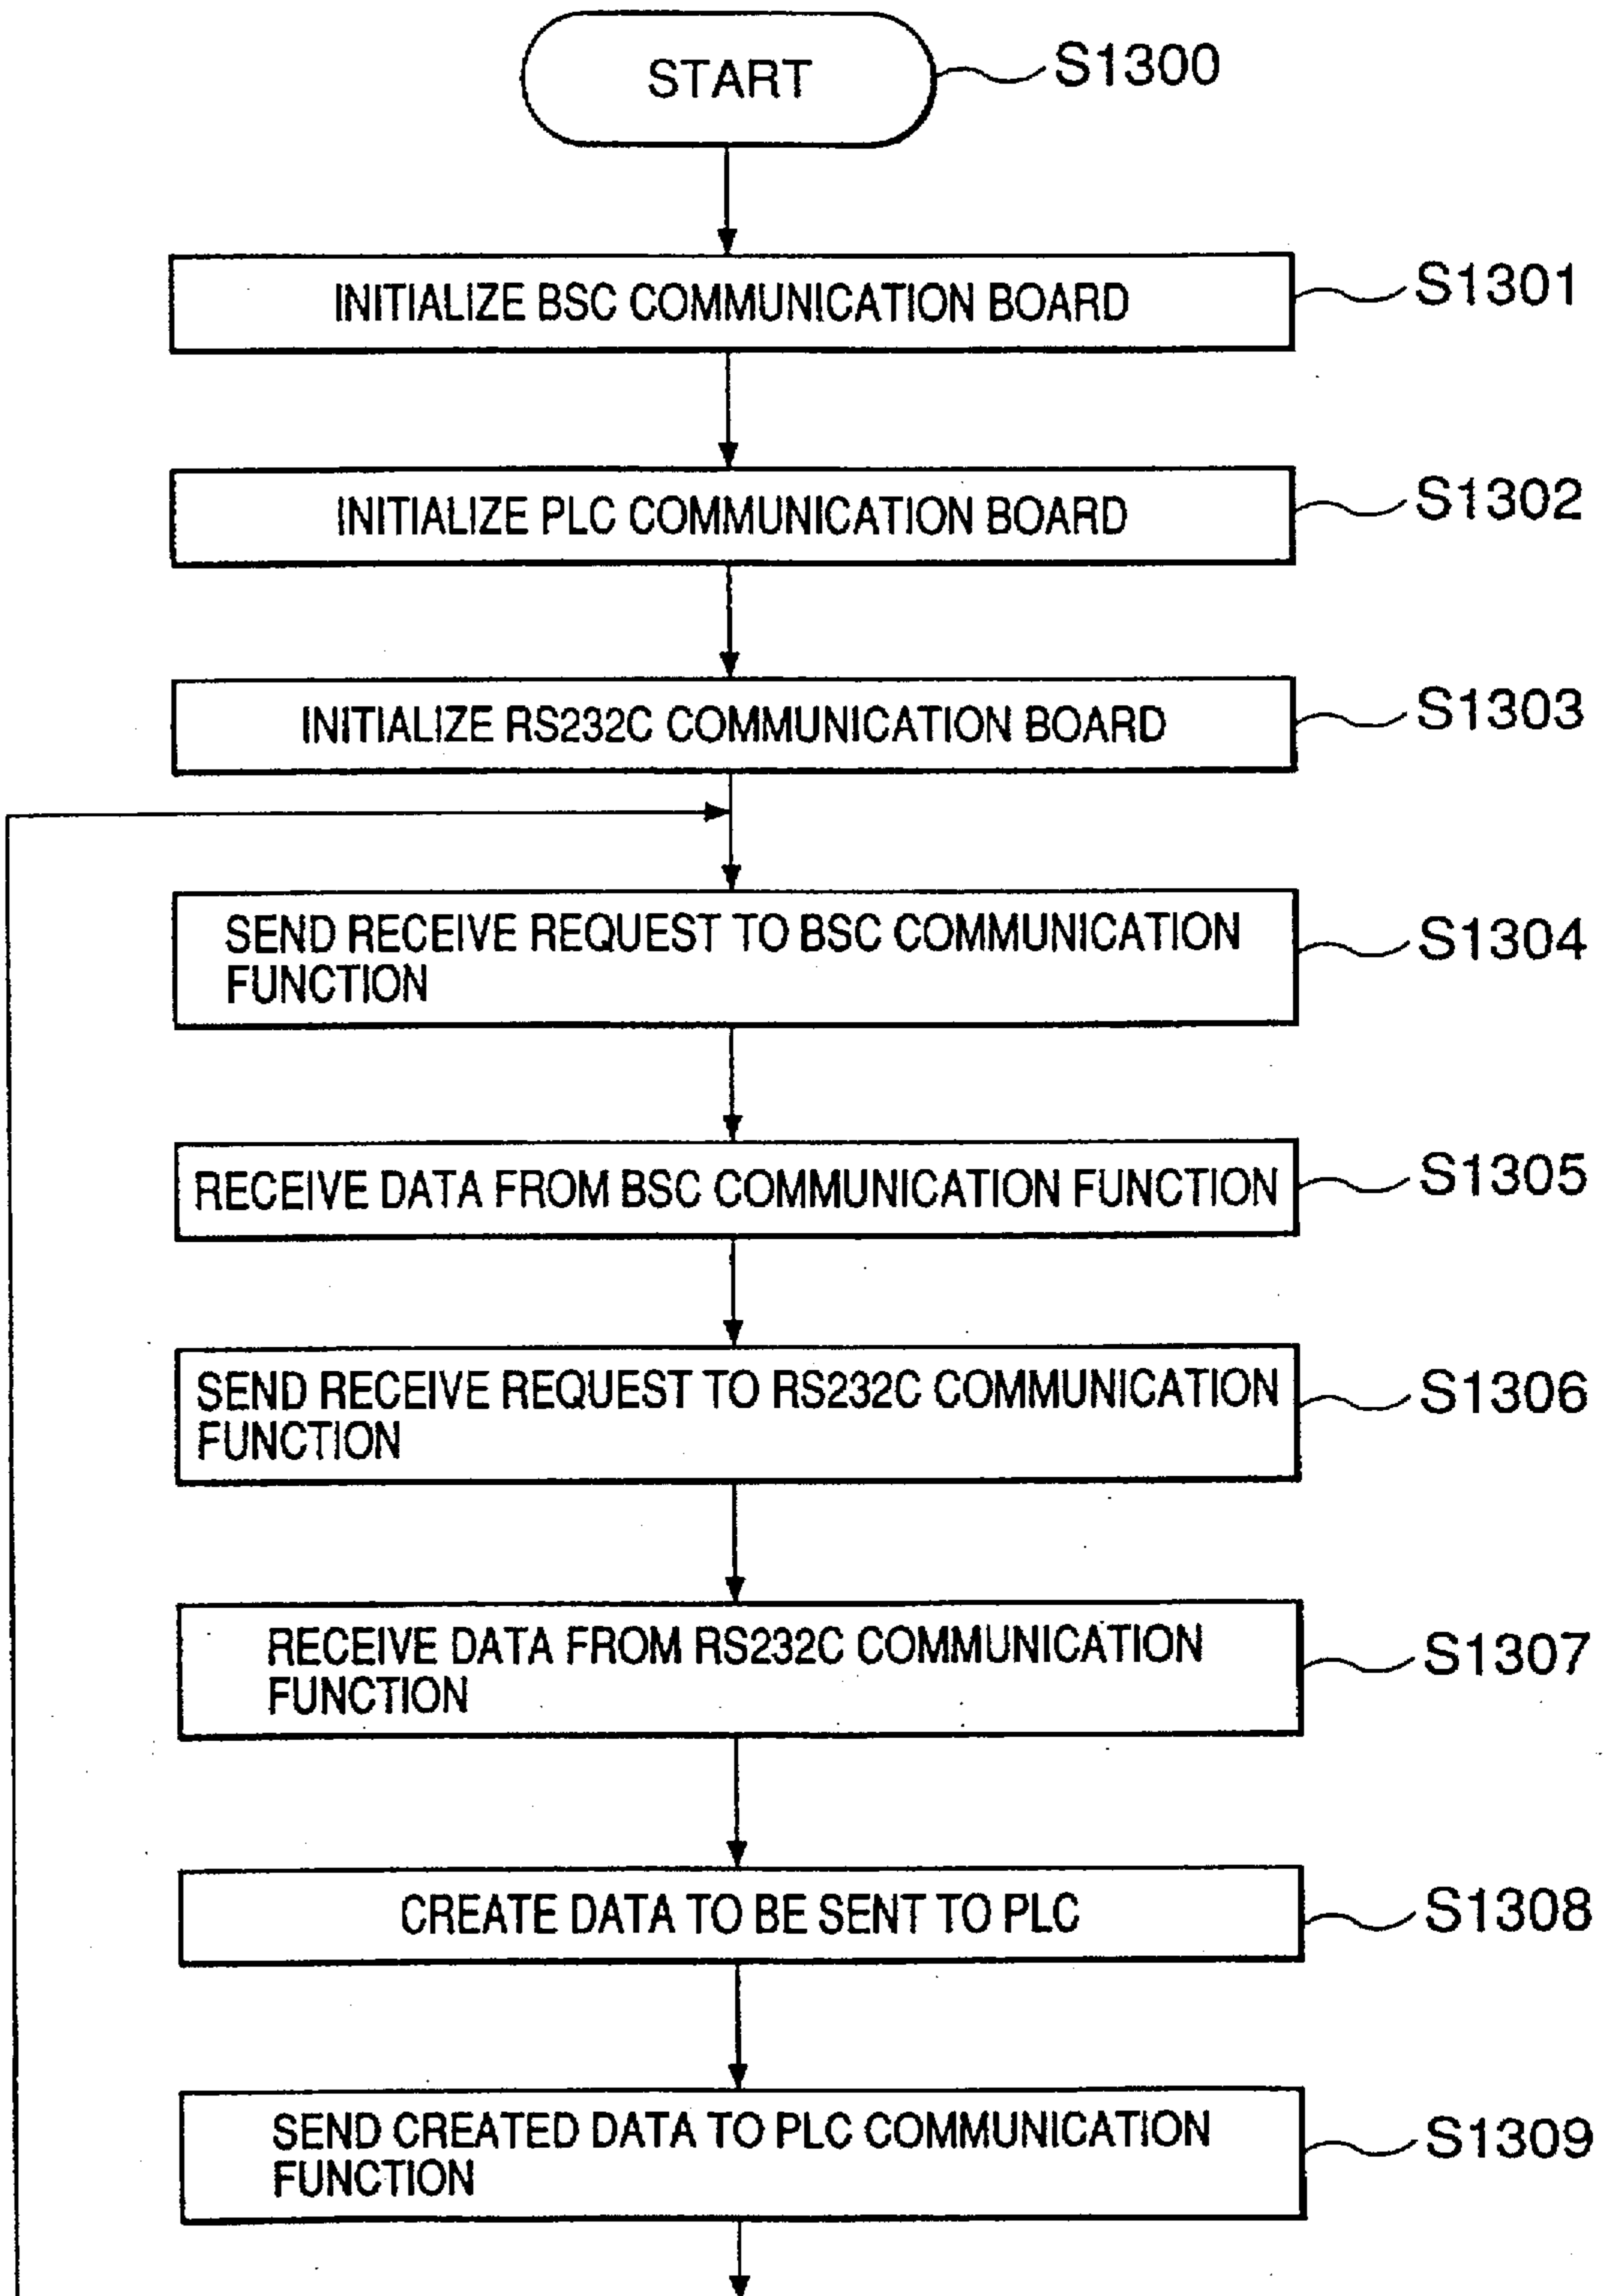 START
S1300
INITIALIZE BSC COMMUNICATION BOARD
S1301
INITIALIZE PLC COMMUNICATION BOARD
S1302
INITIALIZE RS232C COMMUNICATION BOARD
S1303
SEND RECEIVE REQUEST TO BSC COMMUNICATION
FUNCTION
S1304
RECEIVE DATA FROM BSC COMMUNICATION FUNCTION
S1305
SEND RECEIVE REQUEST TO RS232C COMMUNICATION
FUNCTION
S1306
RECEIVE DATA FROM RS232C COMMUNICATION
FUNCTION
S1307
CREATE DATA TO BE SENT TO PLC
S1308
SEND CREATED DATA TO PLC COMMUNICATION
FUNCTION
S1309